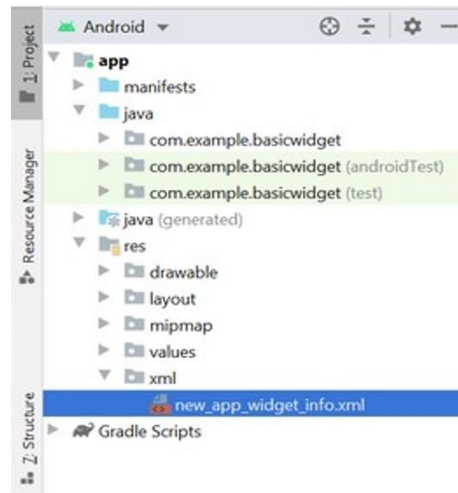 Android
1: Project
app
manifests
java
com.example.basicwidget
com.example.basicwidget (androidTest)
com.example.basicwidget (test)
java (generated)
res
drawable
layout
mipmap
values
xml
new_app_widget_info.xml
Gradle Scripts
Resource Manager
Z: Structure